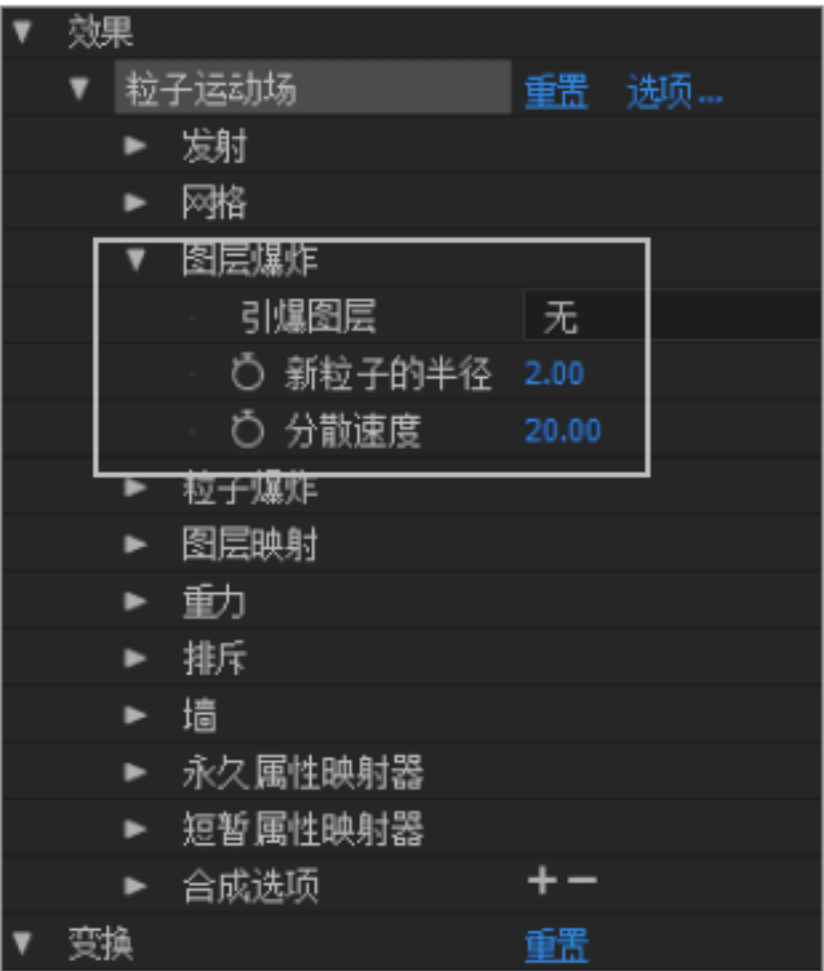 效果
粒子运动场 重置 选项...
发射
网格
图层爆炸
引爆图层 无
新粒子的半径 2.00
分散速度 20.00
粒子爆炸
图层映射
重力
排斥
墙
永久属性映射器
短暂属性映射器
合成选项 + −
变换 重置